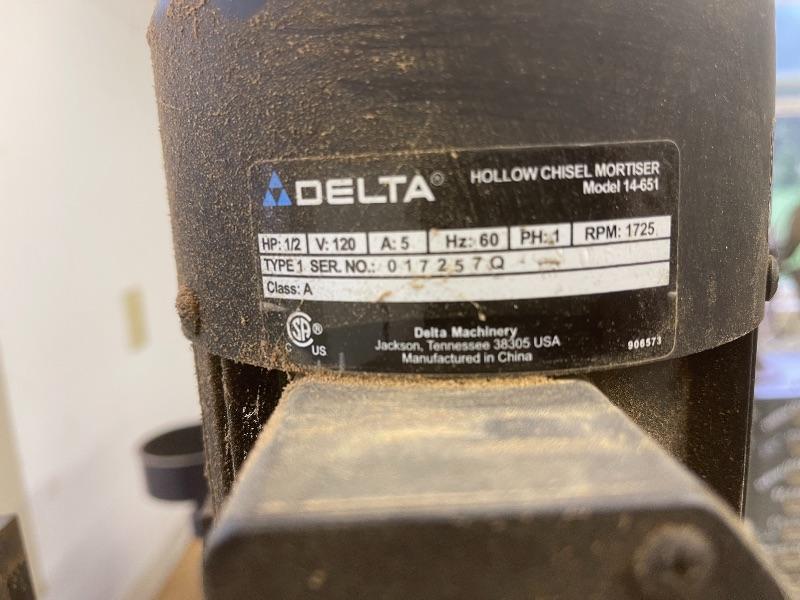 DELTA®
HOLLOW CHISEL MORTISER
Model 14-651
HP: 1/2 V: 120 A: 5 Hz: 60 PH: 1 RPM: 1725
TYPE 1 SER. NO.: 017257Q
Class: A
SA ®
C US
Delta Machinery
Jackson, Tennessee 38305 USA
Manufactured in China
906573